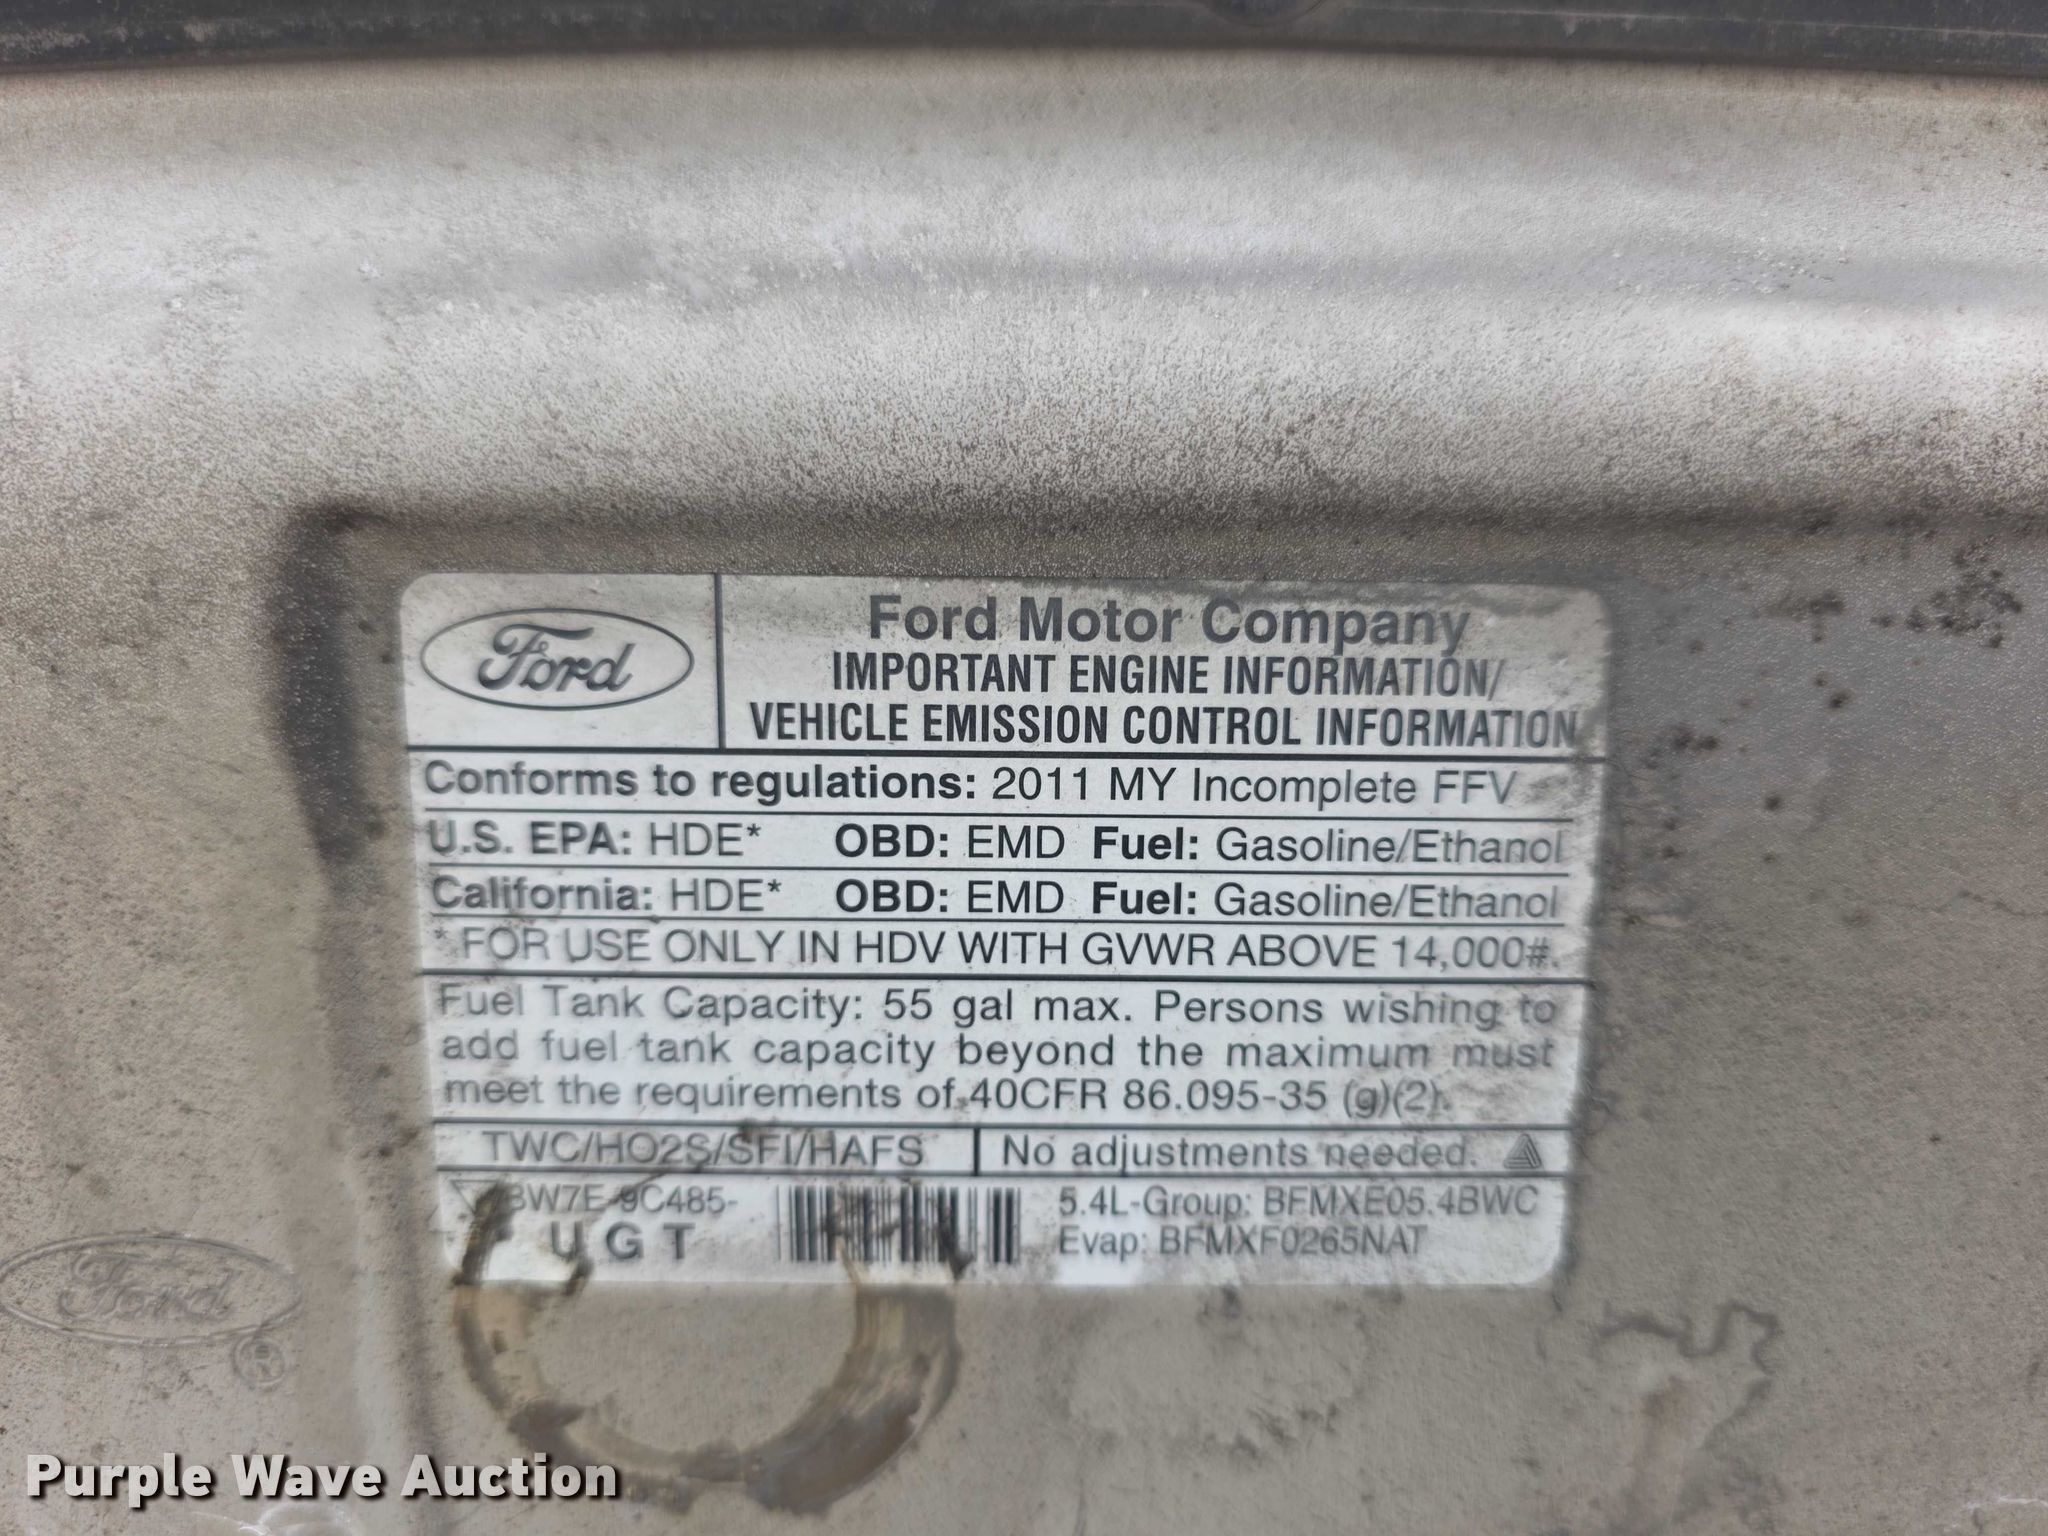 Ford
Ford Motor Company
IMPORTANT ENGINE INFORMATION/
VEHICLE EMISSION CONTROL INFORMATION
Conforms to regulations: 2011 MY Incomplete FFV
U.S. EPA: HDE* OBD: EMD Fuel: Gasoline/Ethanol
California: HDE* OBD: EMD Fuel: Gasoline/Ethanol
* FOR USE ONLY IN HDV WITH GVWR ABOVE 14,000#.
Fuel Tank Capacity: 55 gal max. Persons wishing to
add fuel tank capacity beyond the maximum must
meet the requirements of 40CFR 86.095-35 (g)(2).
TWC/HO2S/SFI/HAFS No adjustments needed.
BW7E-9C485-
UGT
5.4L-Group: BFMXE05.4BWC
Evap: BFMXF0265NAT
Ford
®
Purple Wave Auction